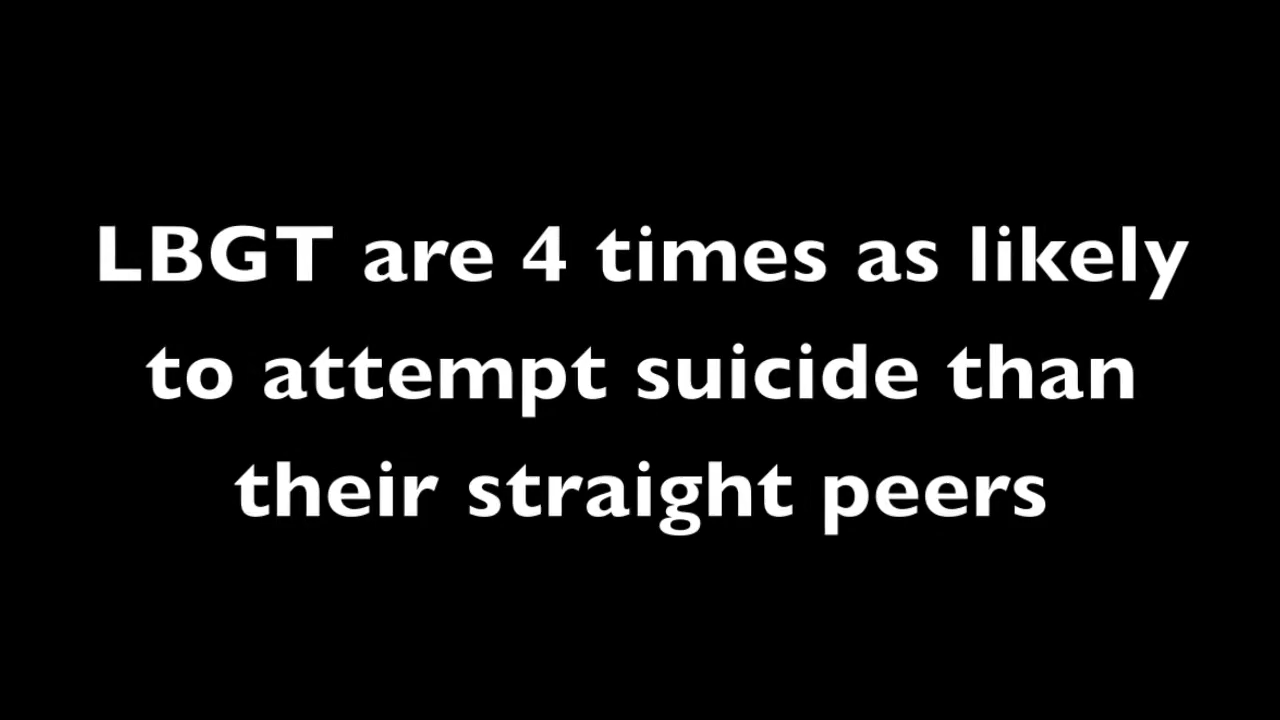 LBGT are 4 times as likely
to attempt suicide than
their straight peers